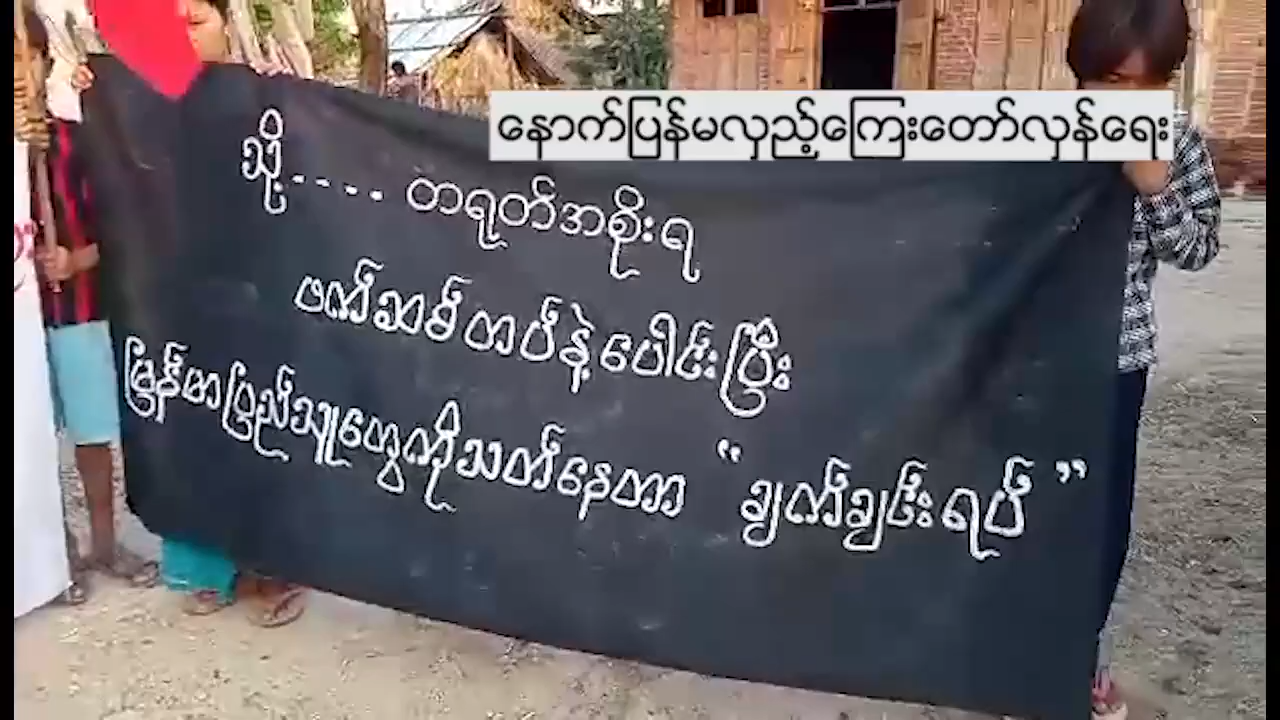 နောက်ပြန်မလှည့်ကြေးတော်လှန်ရေး
သို့.... တရုတ်အစိုးရ
ဖက်ဆစ်တပ်နဲ့ပေါင်းပြီး
မြန်မာပြည်သူတွေကိုသတ်နေတာ “ချက်ချင်းရပ်”